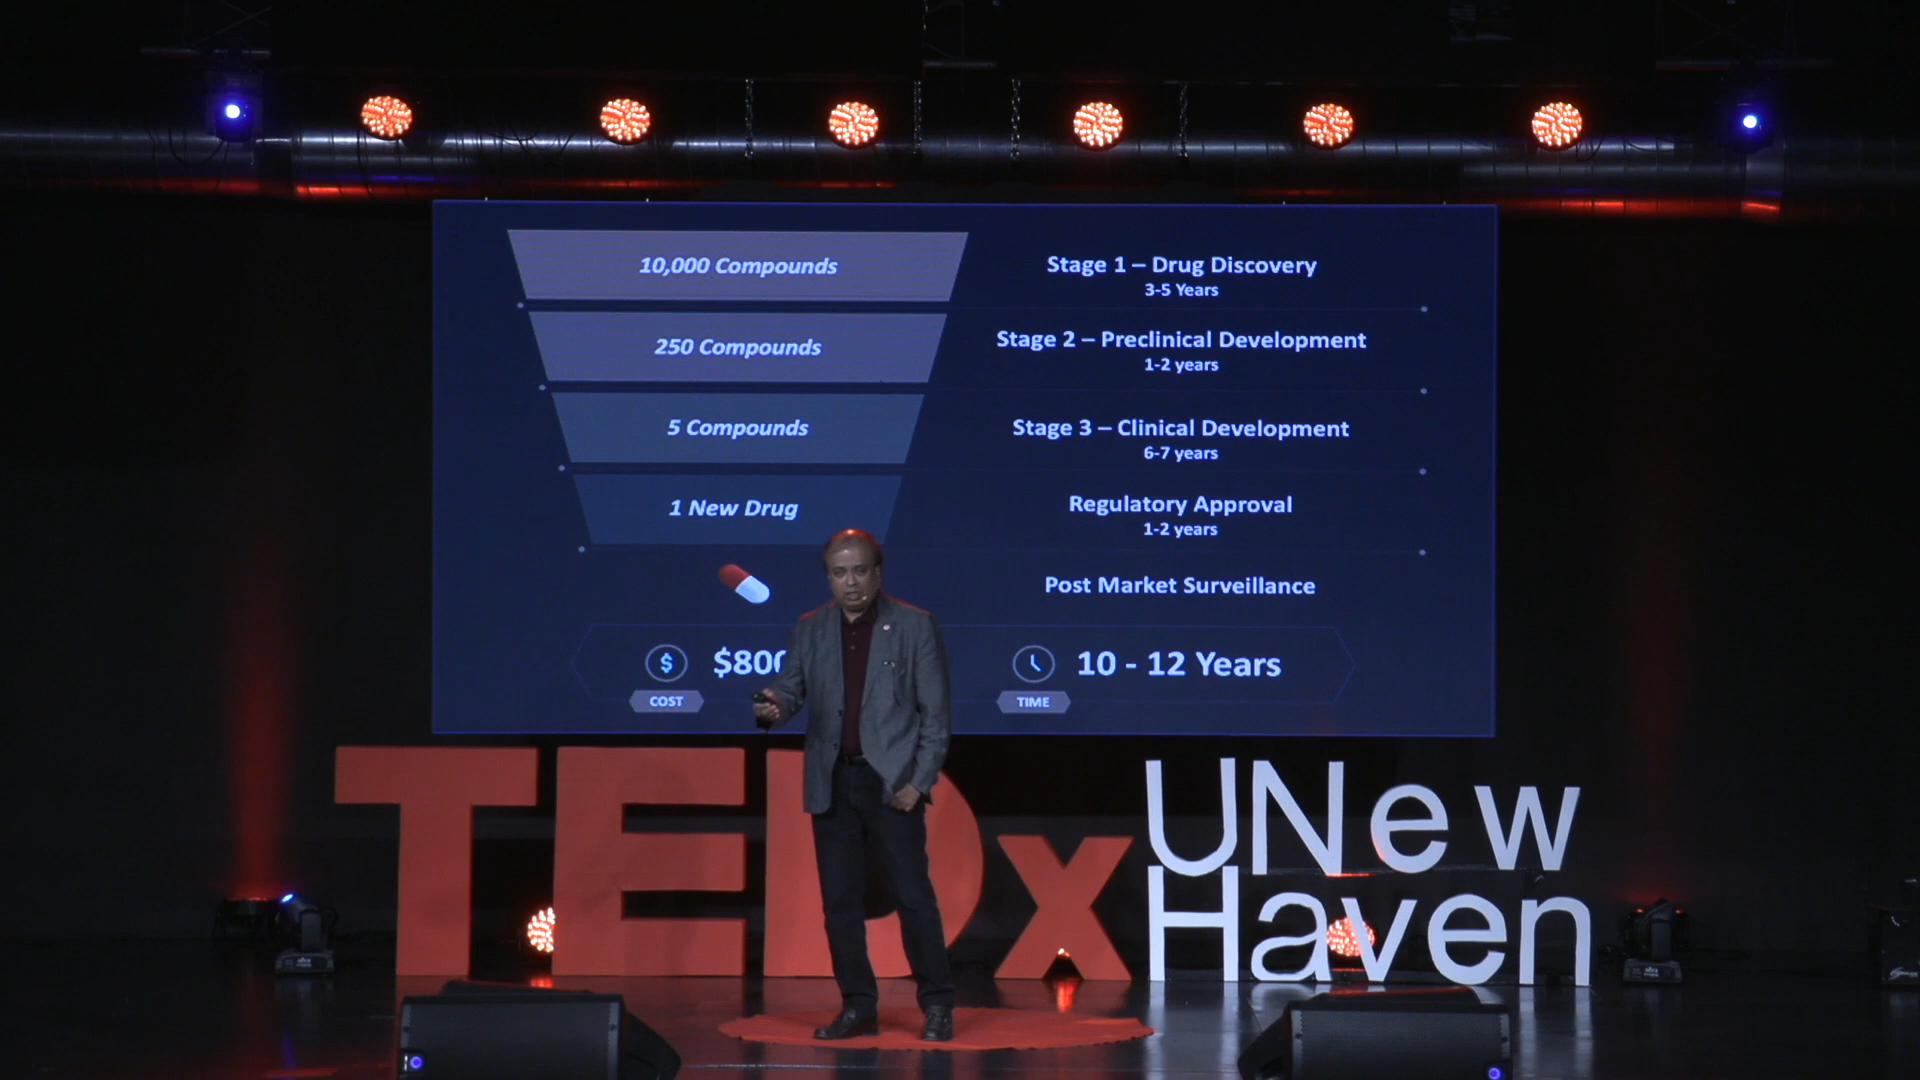 10,000 Compounds
Stage 1 – Drug Discovery
3-5 Years
250 Compounds
Stage 2 – Preclinical Development
1-2 years
5 Compounds
Stage 3 – Clinical Development
6-7 years
1 New Drug
Regulatory Approval
1-2 years
Post Market Surveillance
$
$800
COST
10 - 12 Years
TIME
TEDx
UNew
Haven